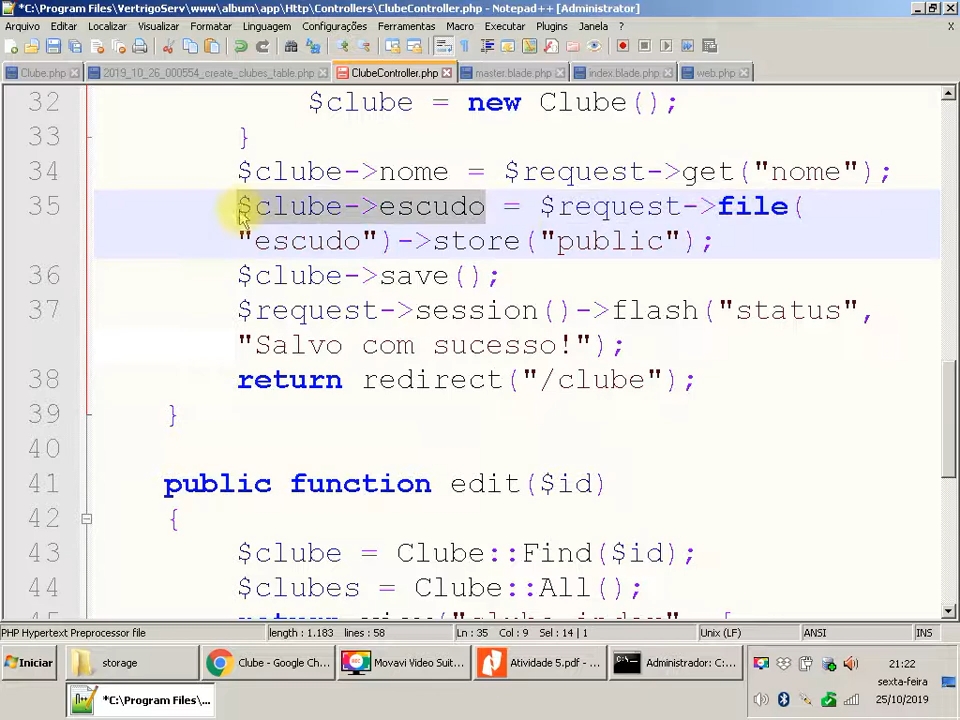 *C:\Program Files\VertrigoServ\www\album\app\Http\Controllers\ClubeController.php - Notepad++ [Administrador]
Arquivo Editar Localizar Visualizar Formatar Linguagem Configurações Ferramentas Macro Executar Plugins Janela ? X
Clube.php 2019_10_26_000554_create_clubes_table.php ClubeController.php master.blade.php index.blade.php web.php
32 $clube = new Clube();
33 }
34 $clube->nome = $request->get("nome");
35 $clube->escudo = $request->file(
"escudo")->store("public");
36 $clube->save();
37 $request->session()->flash("status",
"Salvo com sucesso!");
38 return redirect("/clube");
39 }
40
41 public function edit($id)
42 {
43 $clube = Clube::Find($id);
44 $clubes = Clube::All();
PHP Hypertext Preprocessor file length : 1.183 lines : 58 Ln : 35 Col : 9 Sel : 14 | 1 Unix (LF) ANSI INS
Iniciar storage Clube - Google Ch... Movavi Video Suit... Atividade 5.pdf - ... Administrador: C:... 21:22
sexta-feira
*C:\Program Files\... 25/10/2019